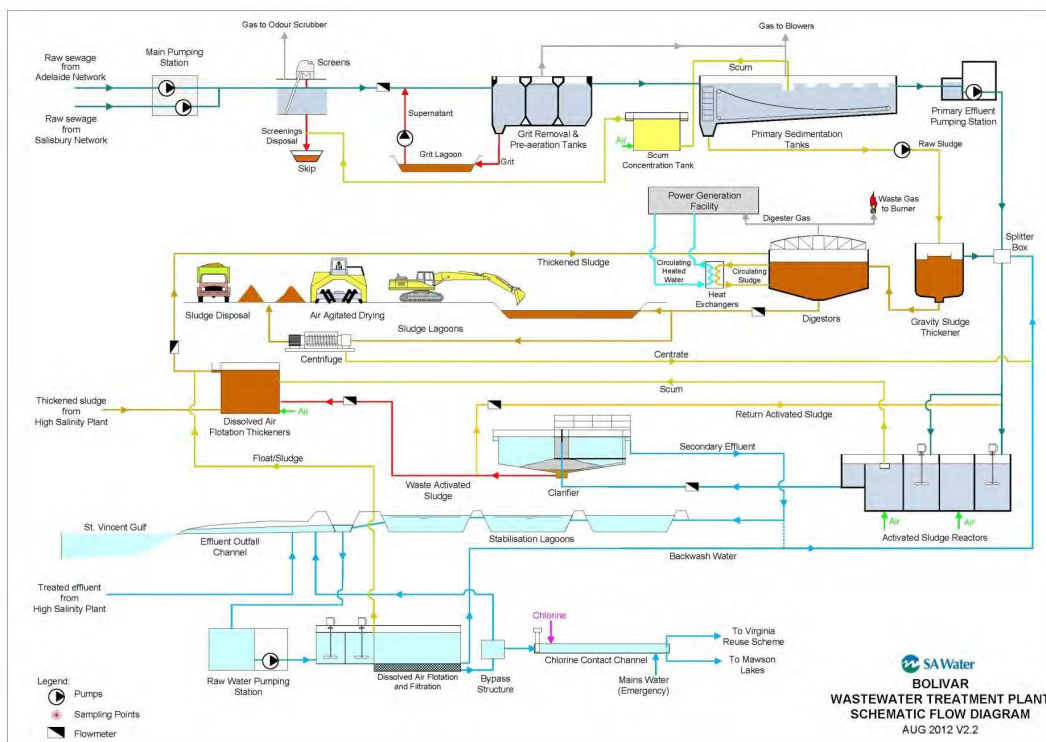 Gas to Odour Scrubber
Gas to Blowers
Main Pumping
Station
Screens
Raw sewage
from
Adelaide Network
Raw sewage
from
Salisbury Network
Scum
Supernatant
Screenings
Disposal
Skip
Grit Lagoon
Grit
Grit Removal &
Pre-aeration Tanks
Air
Scum
Concentration Tank
Primary Sedimentation
Tanks
Primary Effluent
Pumping Station
Raw Sludge
Power Generation
Facility
Digester Gas
Waste Gas
to Burner
Splitter
Box
Thickened Sludge
Circulating
Heated
Water
Circulating
Sludge
Heat
Exchangers
Digestors
Gravity Sludge
Thickener
Sludge Disposal
Air Agitated Drying
Sludge Lagoons
Centrifuge
Centrate
Scum
Thickened sludge
from
High Salinity Plant
Dissolved Air
Flotation Thickeners
Air
Return Activated Sludge
Float/Sludge
Waste Activated
Sludge
Clarifier
Secondary Effluent
Air
Air
Activated Sludge Reactors
St. Vincent Gulf
Effluent Outfall
Channel
Stabilisation Lagoons
Backwash Water
Treated effluent
from
High Salinity Plant
Raw Water Pumping
Station
Dissolved Air Flotation
and Filtration
Bypass
Structure
Chlorine
Chlorine Contact Channel
Mains Water
(Emergency)
To Virginia
Reuse Scheme
To Mawson
Lakes
Legend:
Pumps
Sampling Points
Flowmeter
SA Water
BOLIVAR
WASTEWATER TREATMENT PLANT
SCHEMATIC FLOW DIAGRAM
AUG 2012 V2.2